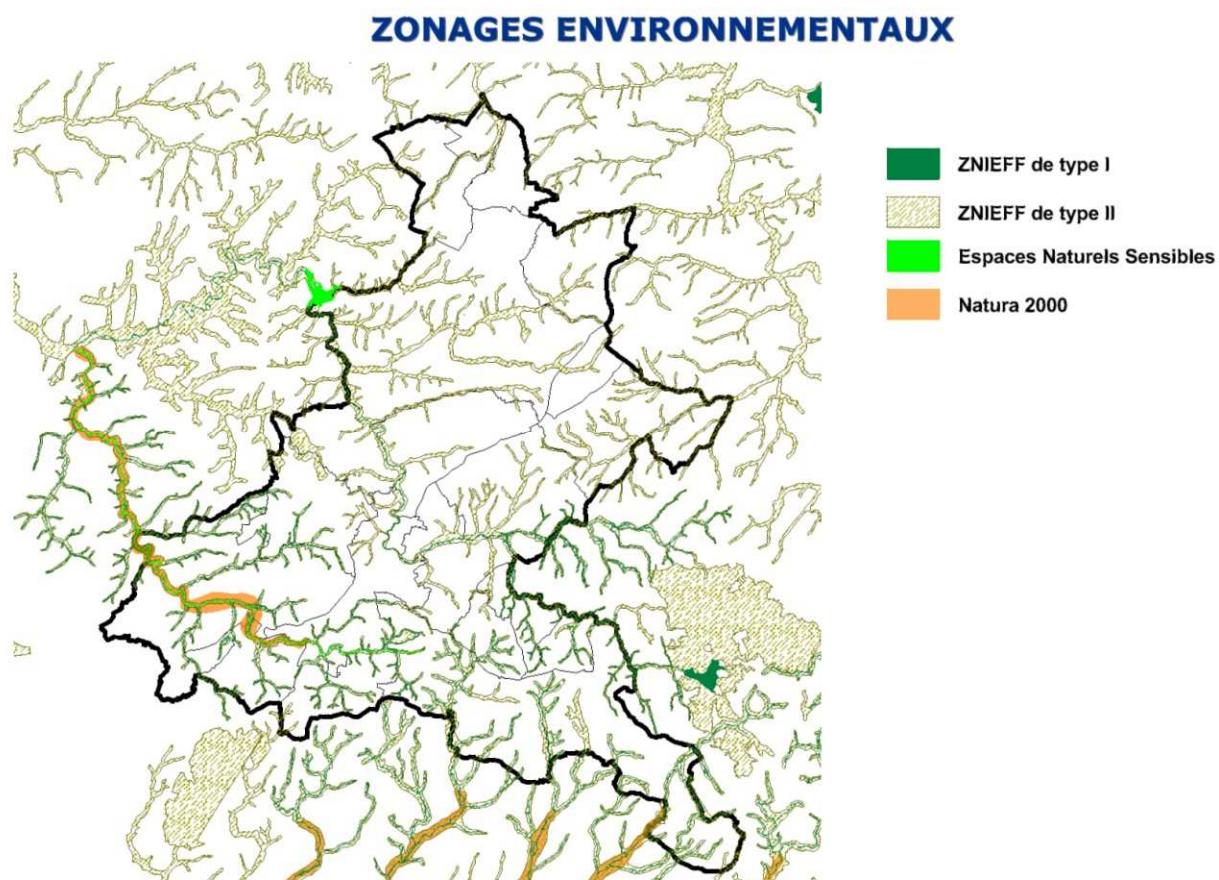 ZONAGES ENVIRONNEMENTAUX
ZNIEFF de type I
ZNIEFF de type II
Espaces Naturels Sensibles
Natura 2000